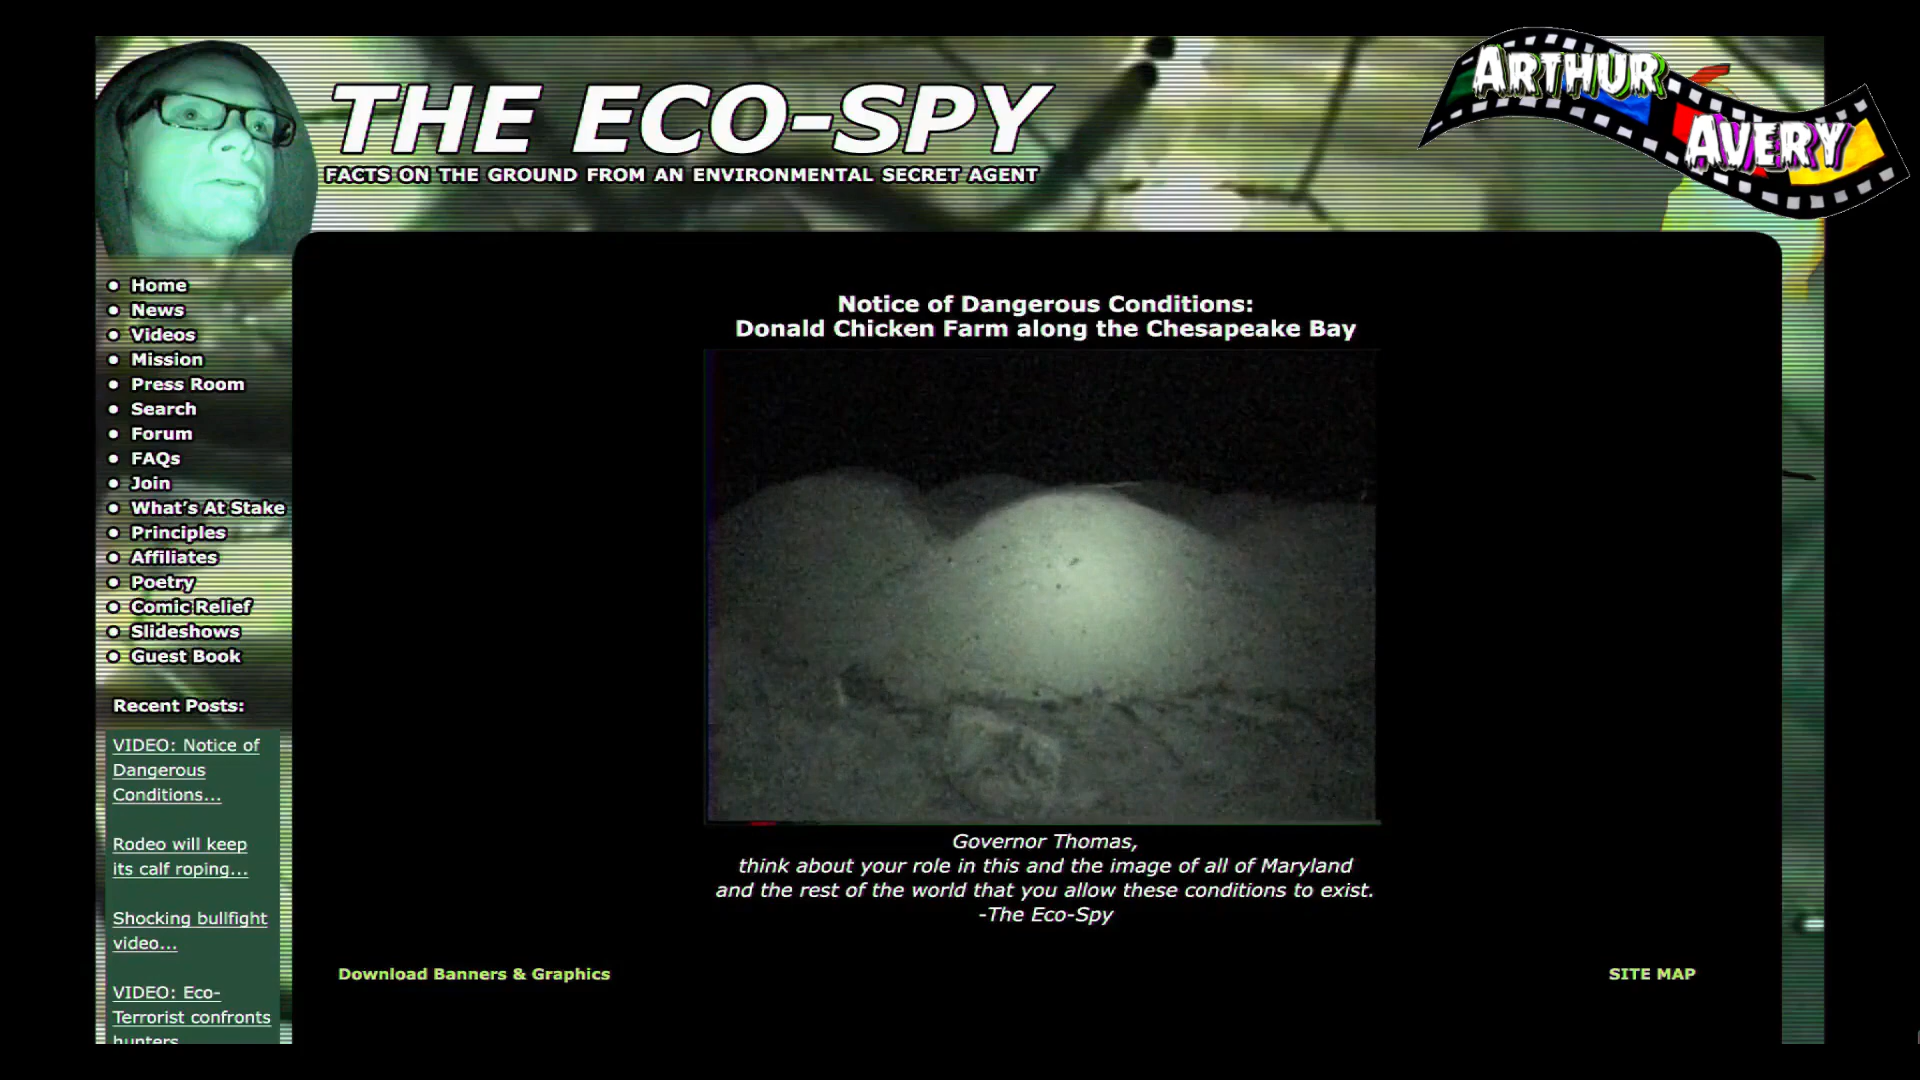 ARTHUR
AVERY
THE ECO-SPY
FACTS ON THE GROUND FROM AN ENVIRONMENTAL SECRET AGENT
Home
News
Videos
Mission
Press Room
Search
Forum
FAQs
Join
What's At Stake
Principles
Affiliates
Poetry
Comic Relief
Slideshows
Guest Book
Recent Posts:
VIDEO: Notice of
Dangerous
Conditions...
Rodeo will keep
its calf roping...
Shocking bullfight
video...
VIDEO: Eco-
Terrorist confronts
hunters
Notice of Dangerous Conditions:
Donald Chicken Farm along the Chesapeake Bay
Governor Thomas,
think about your role in this and the image of all of Maryland
and the rest of the world that you allow these conditions to exist.
-The Eco-Spy
Download Banners & Graphics
SITE MAP